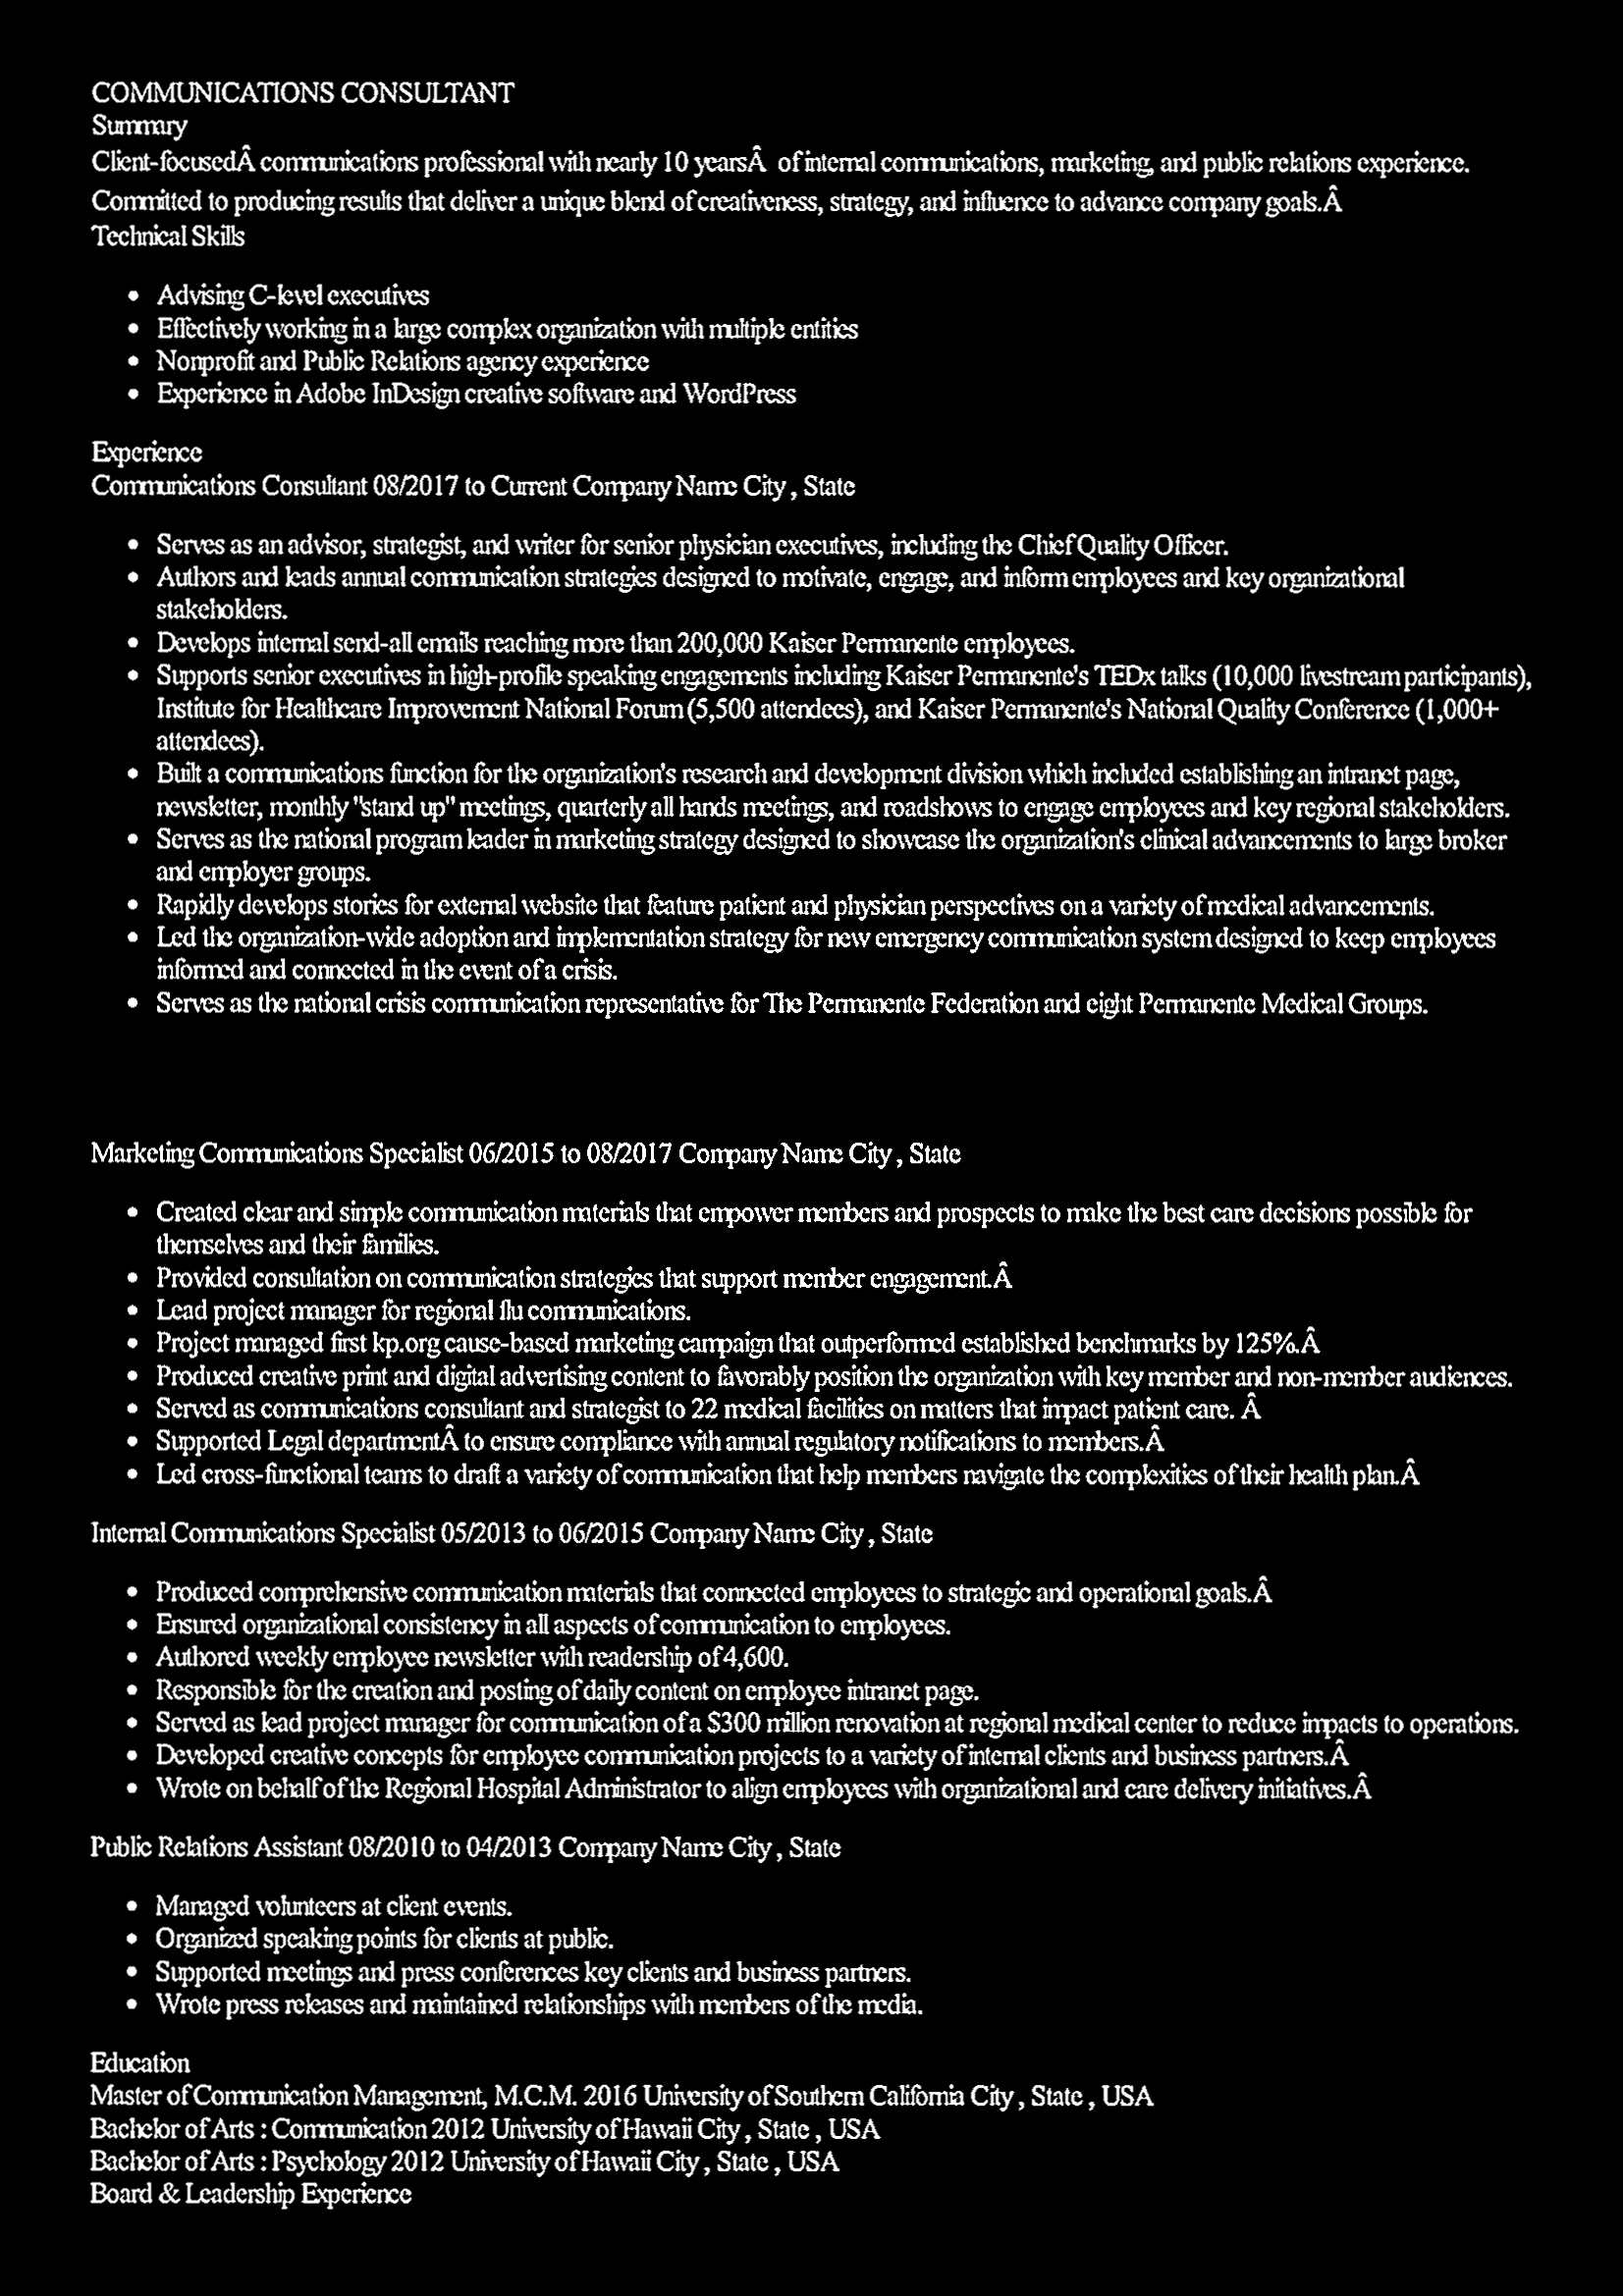 COMMUNICATIONS CONSULTANT
Summary
Client-focusedÂ communications professional with nearly 10 yearsÂ  of internal communications, marketing, and public relations experience.
Committed to producing results that deliver a unique blend of creativeness, strategy, and influence to advance company goals.Â
Technical Skills
• Advising C-level executives
• Effectively working in a large complex organization with multiple entities
• Nonprofit and Public Relations agency experience
• Experience in Adobe InDesign creative software and WordPress
Experience
Communications Consultant 08/2017 to Current Company Name City , State
• Serves as an advisor, strategist, and writer for senior physician executives, including the Chief Quality Officer.
• Authors and leads annual communication strategies designed to motivate, engage, and inform employees and key organizational
stakeholders.
• Develops internal send-all emails reaching more than 200,000 Kaiser Permanente employees.
• Supports senior executives in high-profile speaking engagements including Kaiser Permanente's TEDx talks (10,000 livestream participants),
Institute for Healthcare Improvement National Forum (5,500 attendees), and Kaiser Permanente's National Quality Conference (1,000+
attendees).
• Built a communications function for the organization's research and development division which included establishing an intranet page,
newsletter, monthly "stand up" meetings, quarterly all hands meetings, and roadshows to engage employees and key regional stakeholders.
• Serves as the national program leader in marketing strategy designed to showcase the organization's clinical advancements to large broker
and employer groups.
• Rapidly develops stories for external website that feature patient and physician perspectives on a variety of medical advancements.
• Led the organization-wide adoption and implementation strategy for new emergency communication system designed to keep employees
informed and connected in the event of a crisis.
• Serves as the national crisis communication representative for The Permanente Federation and eight Permanente Medical Groups.
Marketing Communications Specialist 06/2015 to 08/2017 Company Name City , State
• Created clear and simple communication materials that empower members and prospects to make the best care decisions possible for
themselves and their families.
• Provided consultation on communication strategies that support member engagement.Â
• Lead project manager for regional flu communications.
• Project managed first kp.org cause-based marketing campaign that outperformed established benchmarks by 125%.Â
• Produced creative print and digital advertising content to favorably position the organization with key member and non-member audiences.
• Served as communications consultant and strategist to 22 medical facilities on matters that impact patient care. Â
• Supported Legal departmentÂ to ensure compliance with annual regulatory notifications to members.Â
• Led cross-functional teams to draft a variety of communication that help members navigate the complexities of their health plan.Â
Internal Communications Specialist 05/2013 to 06/2015 Company Name City , State
• Produced comprehensive communication materials that connected employees to strategic and operational goals.Â
• Ensured organizational consistency in all aspects of communication to employees.
• Authored weekly employee newsletter with readership of 4,600.
• Responsible for the creation and posting of daily content on employee intranet page.
• Served as lead project manager for communication of a $300 million renovation at regional medical center to reduce impacts to operations.
• Developed creative concepts for employee communication projects to a variety of internal clients and business partners.Â
• Wrote on behalf of the Regional Hospital Administrator to align employees with organizational and care delivery initiatives.Â
Public Relations Assistant 08/2010 to 04/2013 Company Name City , State
• Managed volunteers at client events.
• Organized speaking points for clients at public.
• Supported meetings and press conferences key clients and business partners.
• Wrote press releases and maintained relationships with members of the media.
Education
Master of Communication Management, M.C.M. 2016 University of Southern California City , State , USA
Bachelor of Arts : Communication 2012 University of Hawaii City , State , USA
Bachelor of Arts : Psychology 2012 University of Hawaii City , State , USA
Board & Leadership Experience